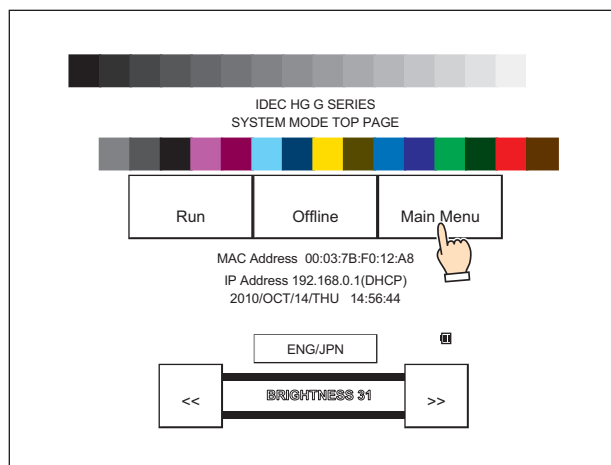 IDEC HG G SERIES
SYSTEM MODE TOP PAGE
Run Offline Main Menu
MAC Address 00:03:7B:F0:12:A8
IP Address 192.168.0.1(DHCP)
2010/OCT/14/THU 14:56:44
ENG/JPN
<< BRIGHTNESS 31 >>